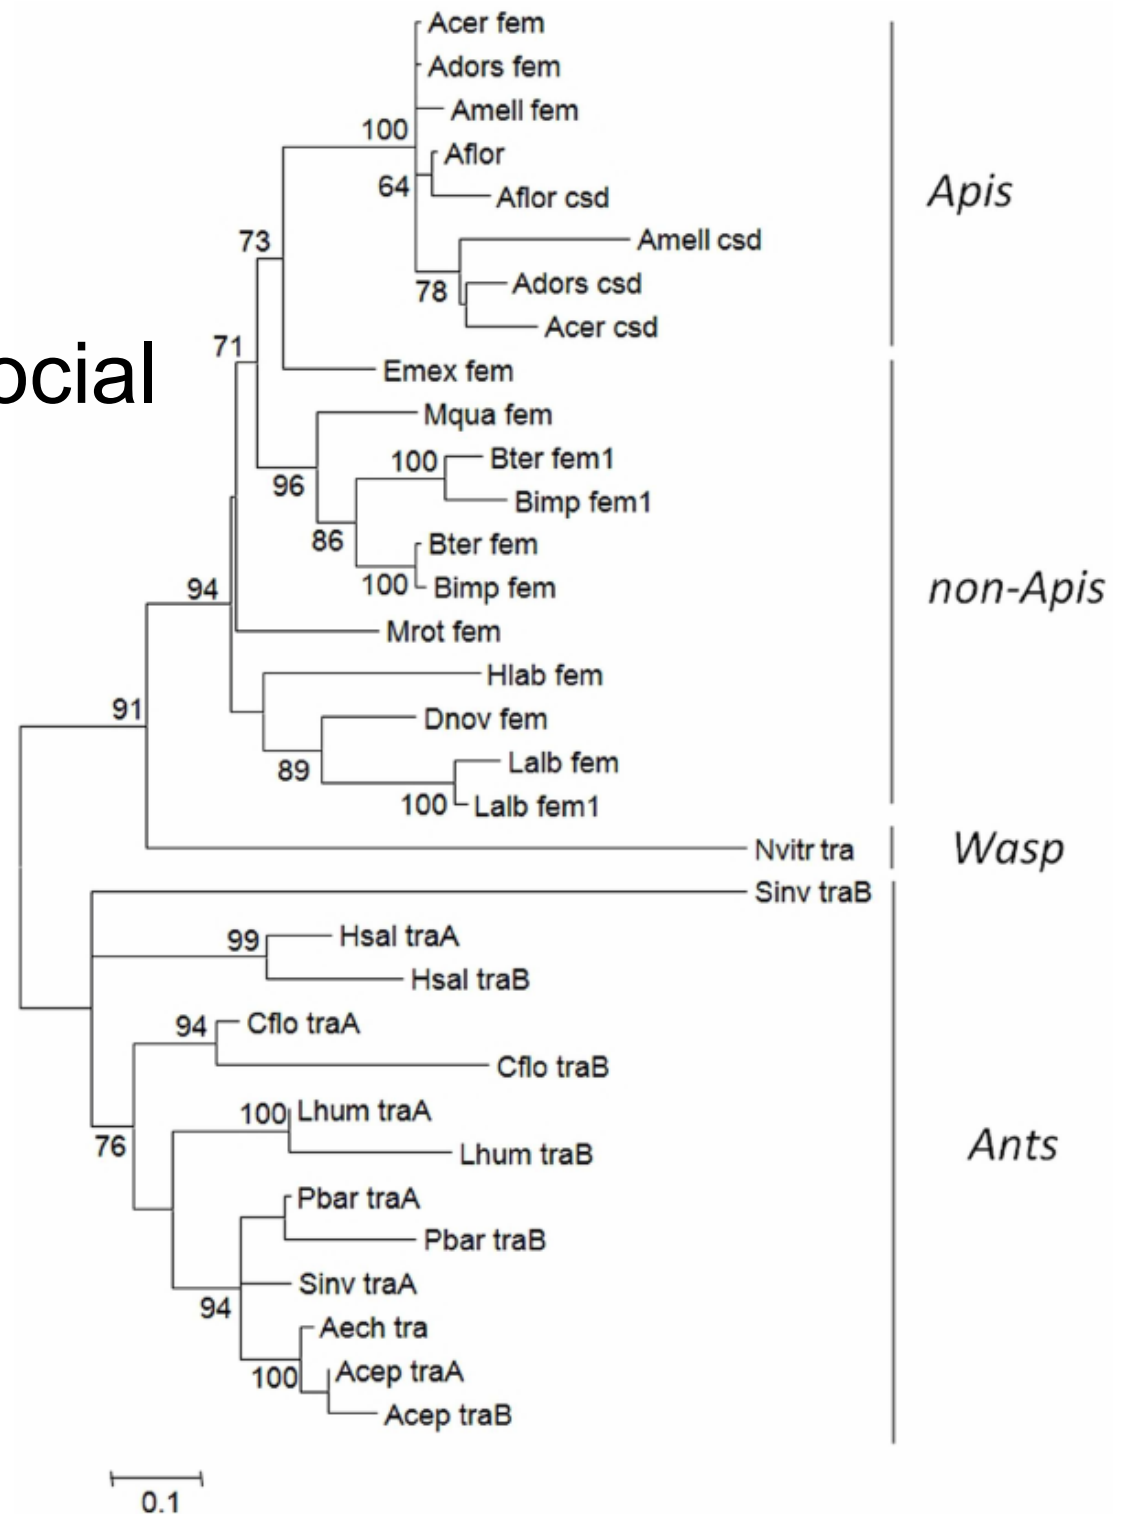 Acer fem
Adors fem
Amell fem
100
Aflor
64
Aflor csd
Apis
73
Amell csd
Adors csd
78
Acer csd
71
ocial
Emex fem
Mqua fem
100
Bter fem1
96
Bimp fem1
86
Bter fem
100
Bimp fem
non-Apis
94
Mrot fem
Hlab fem
91
Dnov fem
89
Lalb fem
100
Lalb fem1
Nvitr tra
Wasp
Sinv traB
99
Hsal traA
Hsal traB
94
Cflo traA
Cflo traB
100
Lhum traA
76
Lhum traB
Ants
Pbar traA
Pbar traB
Sinv traA
94
Aech tra
100
Acep traA
Acep traB
0.1